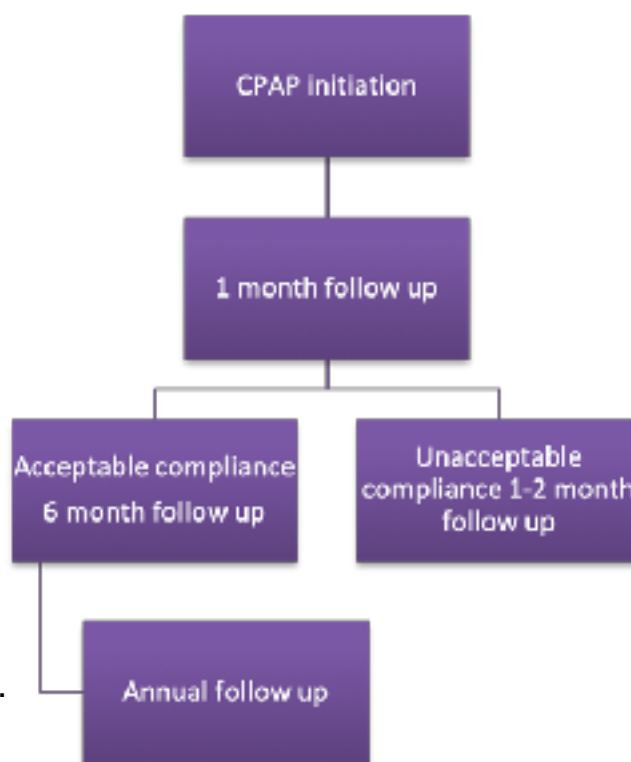 CPAP initiation
1 month follow up
Acceptable compliance
6 month follow up
Unacceptable
compliance 1-2 month
follow up
Annual follow up
.